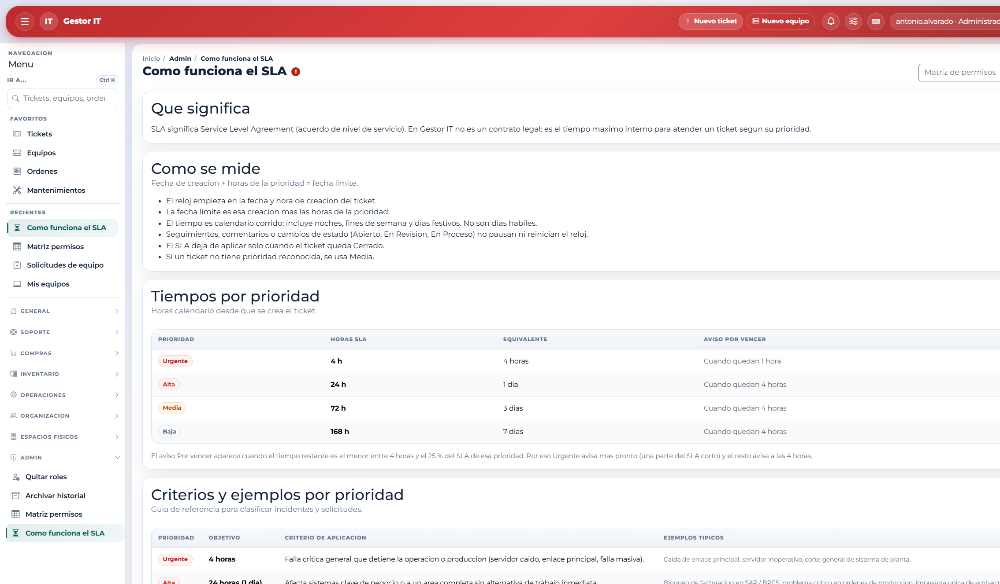 IT Gestor IT
+ Nuevo ticket
Nuevo equipo
antonio.alvarado · Administrad
NAVEGACION
Menu
IR A...
Ctrl K
Tickets, equipos, order
FAVORITOS
Tickets
Equipos
Ordenes
Mantenimientos
RECIENTES
Como funciona el SLA
Matriz permisos
Solicitudes de equipo
Mis equipos
GENERAL
SOPORTE
COMPRAS
INVENTARIO
OPERACIONES
ORGANIZACION
ESPACIOS FISICOS
ADMIN
Quitar roles
Archivar historial
Matriz permisos
Como funciona el SLA
Inicio / Admin / Como funciona el SLA
Como funciona el SLA
Matriz de permisos
Que significa
SLA significa Service Level Agreement (acuerdo de nivel de servicio). En Gestor IT no es un contrato legal: es el tiempo maximo interno para atender un ticket segun su prioridad.
Como se mide
Fecha de creacion + horas de la prioridad = fecha limite.
• El reloj empieza en la fecha y hora de creacion del ticket.
• La fecha limite es esa creacion mas las horas de la prioridad.
• El tiempo es calendario corrido: incluye noches, fines de semana y dias festivos. No son dias habiles.
• Seguimientos, comentarios o cambios de estado (Abierto, En Revision, En Proceso) no pausan ni reinician el reloj.
• El SLA deja de aplicar solo cuando el ticket queda Cerrado.
• Si un ticket no tiene prioridad reconocida, se usa Media.
Tiempos por prioridad
Horas calendario desde que se crea el ticket.
PRIORIDAD HORAS SLA EQUIVALENTE AVISO POR VENCER
Urgente 4 h 4 horas Cuando quedan 1 hora
Alta 24 h 1 dia Cuando quedan 4 horas
Media 72 h 3 dias Cuando quedan 4 horas
Baja 168 h 7 dias Cuando quedan 4 horas
El aviso Por vencer aparece cuando el tiempo restante es el menor entre 4 horas y el 25 % del SLA de esa prioridad. Por eso Urgente avisa mas pronto (una parte del SLA corto) y el resto avisa a las 4 horas.
Criterios y ejemplos por prioridad
Guia de referencia para clasificar incidentes y solicitudes.
PRIORIDAD OBJETIVO CRITERIO DE APLICACION EJEMPLOS TIPICOS
Urgente 4 horas Falla critica general que detiene la operacion o produccion (servidor caido, enlace principal, falla masiva). Caida de enlace principal, servidor inoperativo, corte general de sistema de planta.
Alta 24 horas (1 dia) Afecta sistemas clave de negocio o a un area completa sin alternativa de trabajo inmediata. Bloqueo de facturacion en SAP / BPCS, problema critico en ordenes de produccion, impresora unica de embarq